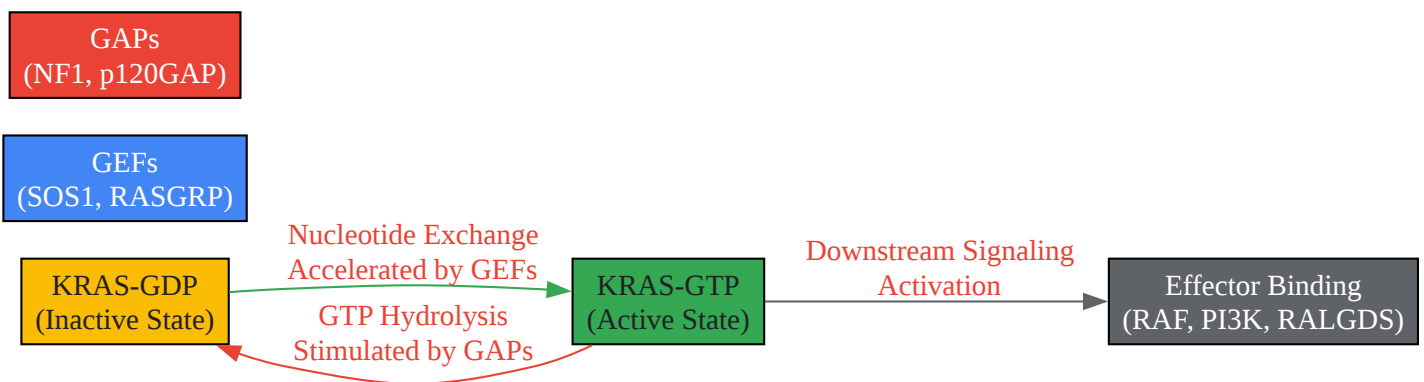 GAPs
(NF1, p120GAP)
GEFs
(SOS1, RASGRP)
Nucleotide Exchange
Accelerated by GEFs
Downstream Signaling
Activation
KRAS-GDP
(Inactive State)
KRAS-GTP
(Active State)
Effector Binding
(RAF, PI3K, RALGDS)
GTP Hydrolysis
Stimulated by GAPs